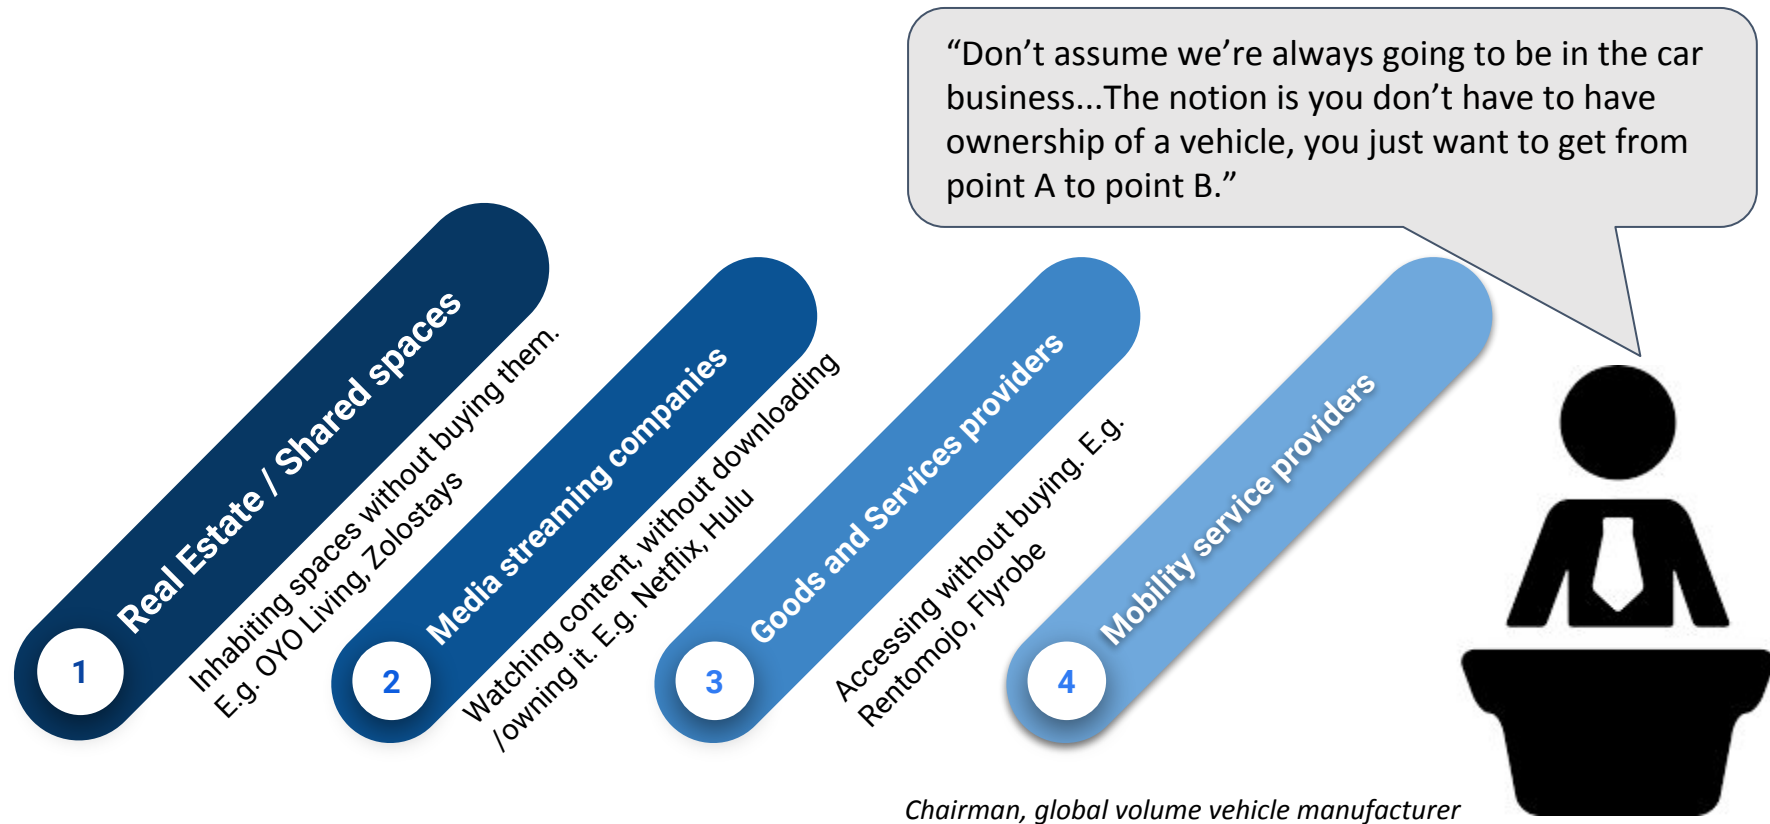 “Don’t assume we’re always going to be in the car
business...The notion is you don’t have to have
ownership of a vehicle, you just want to get from
point A to point B.”
1
Real Estate / Shared spaces
Inhabiting spaces without buying them.
E.g. OYO Living, Zolostays
2
Media streaming companies
Watching content, without downloading
/owning it. E.g. Netflix, Hulu
3
Goods and Services providers
Accessing without buying. E.g.
Rentomojo, Flyrobe
4
Mobility service providers
Chairman, global volume vehicle manufacturer